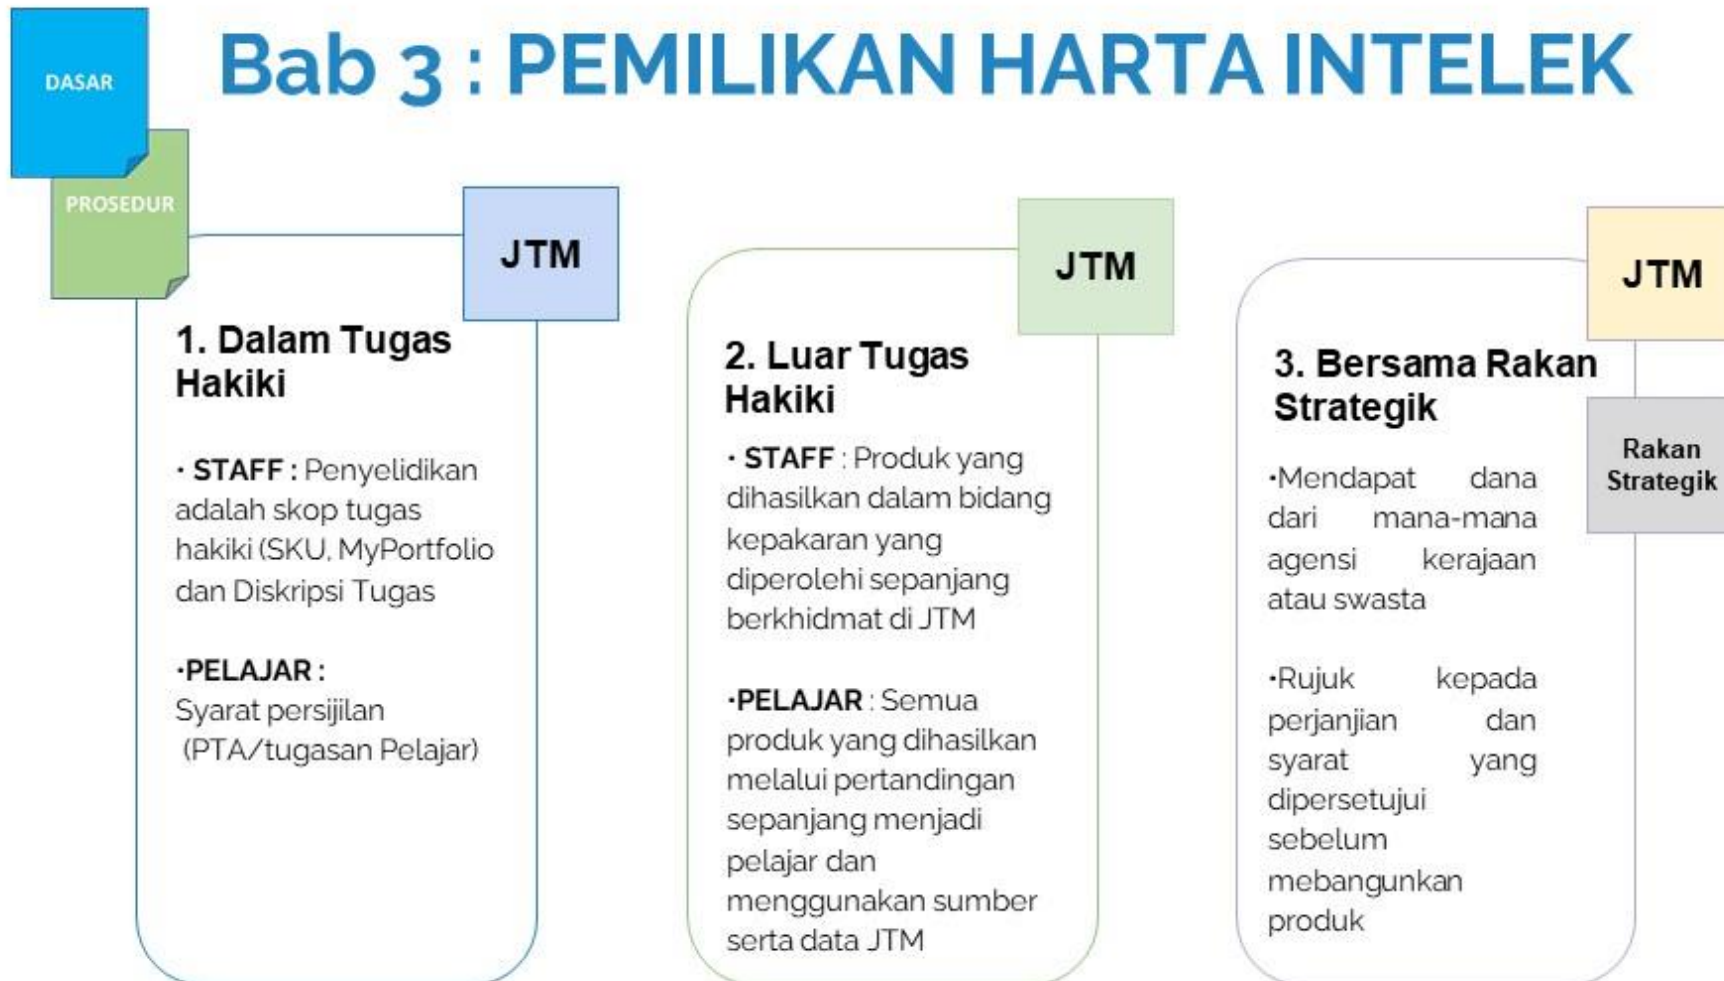 DASAR
Bab 3 : PEMILIKAN HARTA INTELEK
PROSEDUR
JTM
1. Dalam Tugas
Hakiki
• STAFF : Penyelidikan
adalah skop tugas
hakiki (SKU, MyPortfolio
dan Diskripsi Tugas
•PELAJAR :
Syarat persijilan
(PTA/tugasan Pelajar)
JTM
2. Luar Tugas
Hakiki
• STAFF : Produk yang
dihasilkan dalam bidang
kepakaran yang
diperolehi sepanjang
berkhidmat di JTM
•PELAJAR : Semua
produk yang dihasilkan
melalui pertandingan
sepanjang menjadi
pelajar dan
menggunakan sumber
serta data JTM
JTM
3. Bersama Rakan
Strategik
Rakan
Strategik
•Mendapat dana
dari mana-mana
agensi kerajaan
atau swasta
•Rujuk kepada
perjanjian dan
syarat yang
dipersetujui
sebelum
mebangunkan
produk